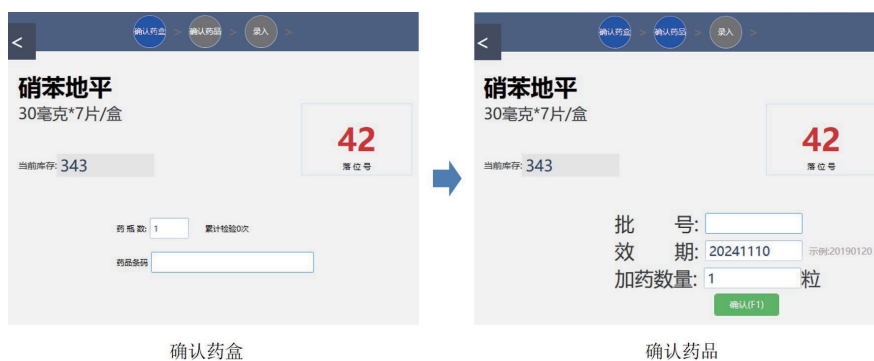 <
确认药盒 > 确认药品 > 录入 >
硝苯地平
30毫克*7片/盒
当前库存: 343
42
落位号
药瓶数: 1 累计检验0次
药品条码
确认药盒
<
确认药盒 > 确认药品 > 录入 >
硝苯地平
30毫克*7片/盒
当前库存: 343
42
落位号
批 号:
效 期: 20241110 示例:20190120
加药数量: 1 粒
确认(F1)
确认药品